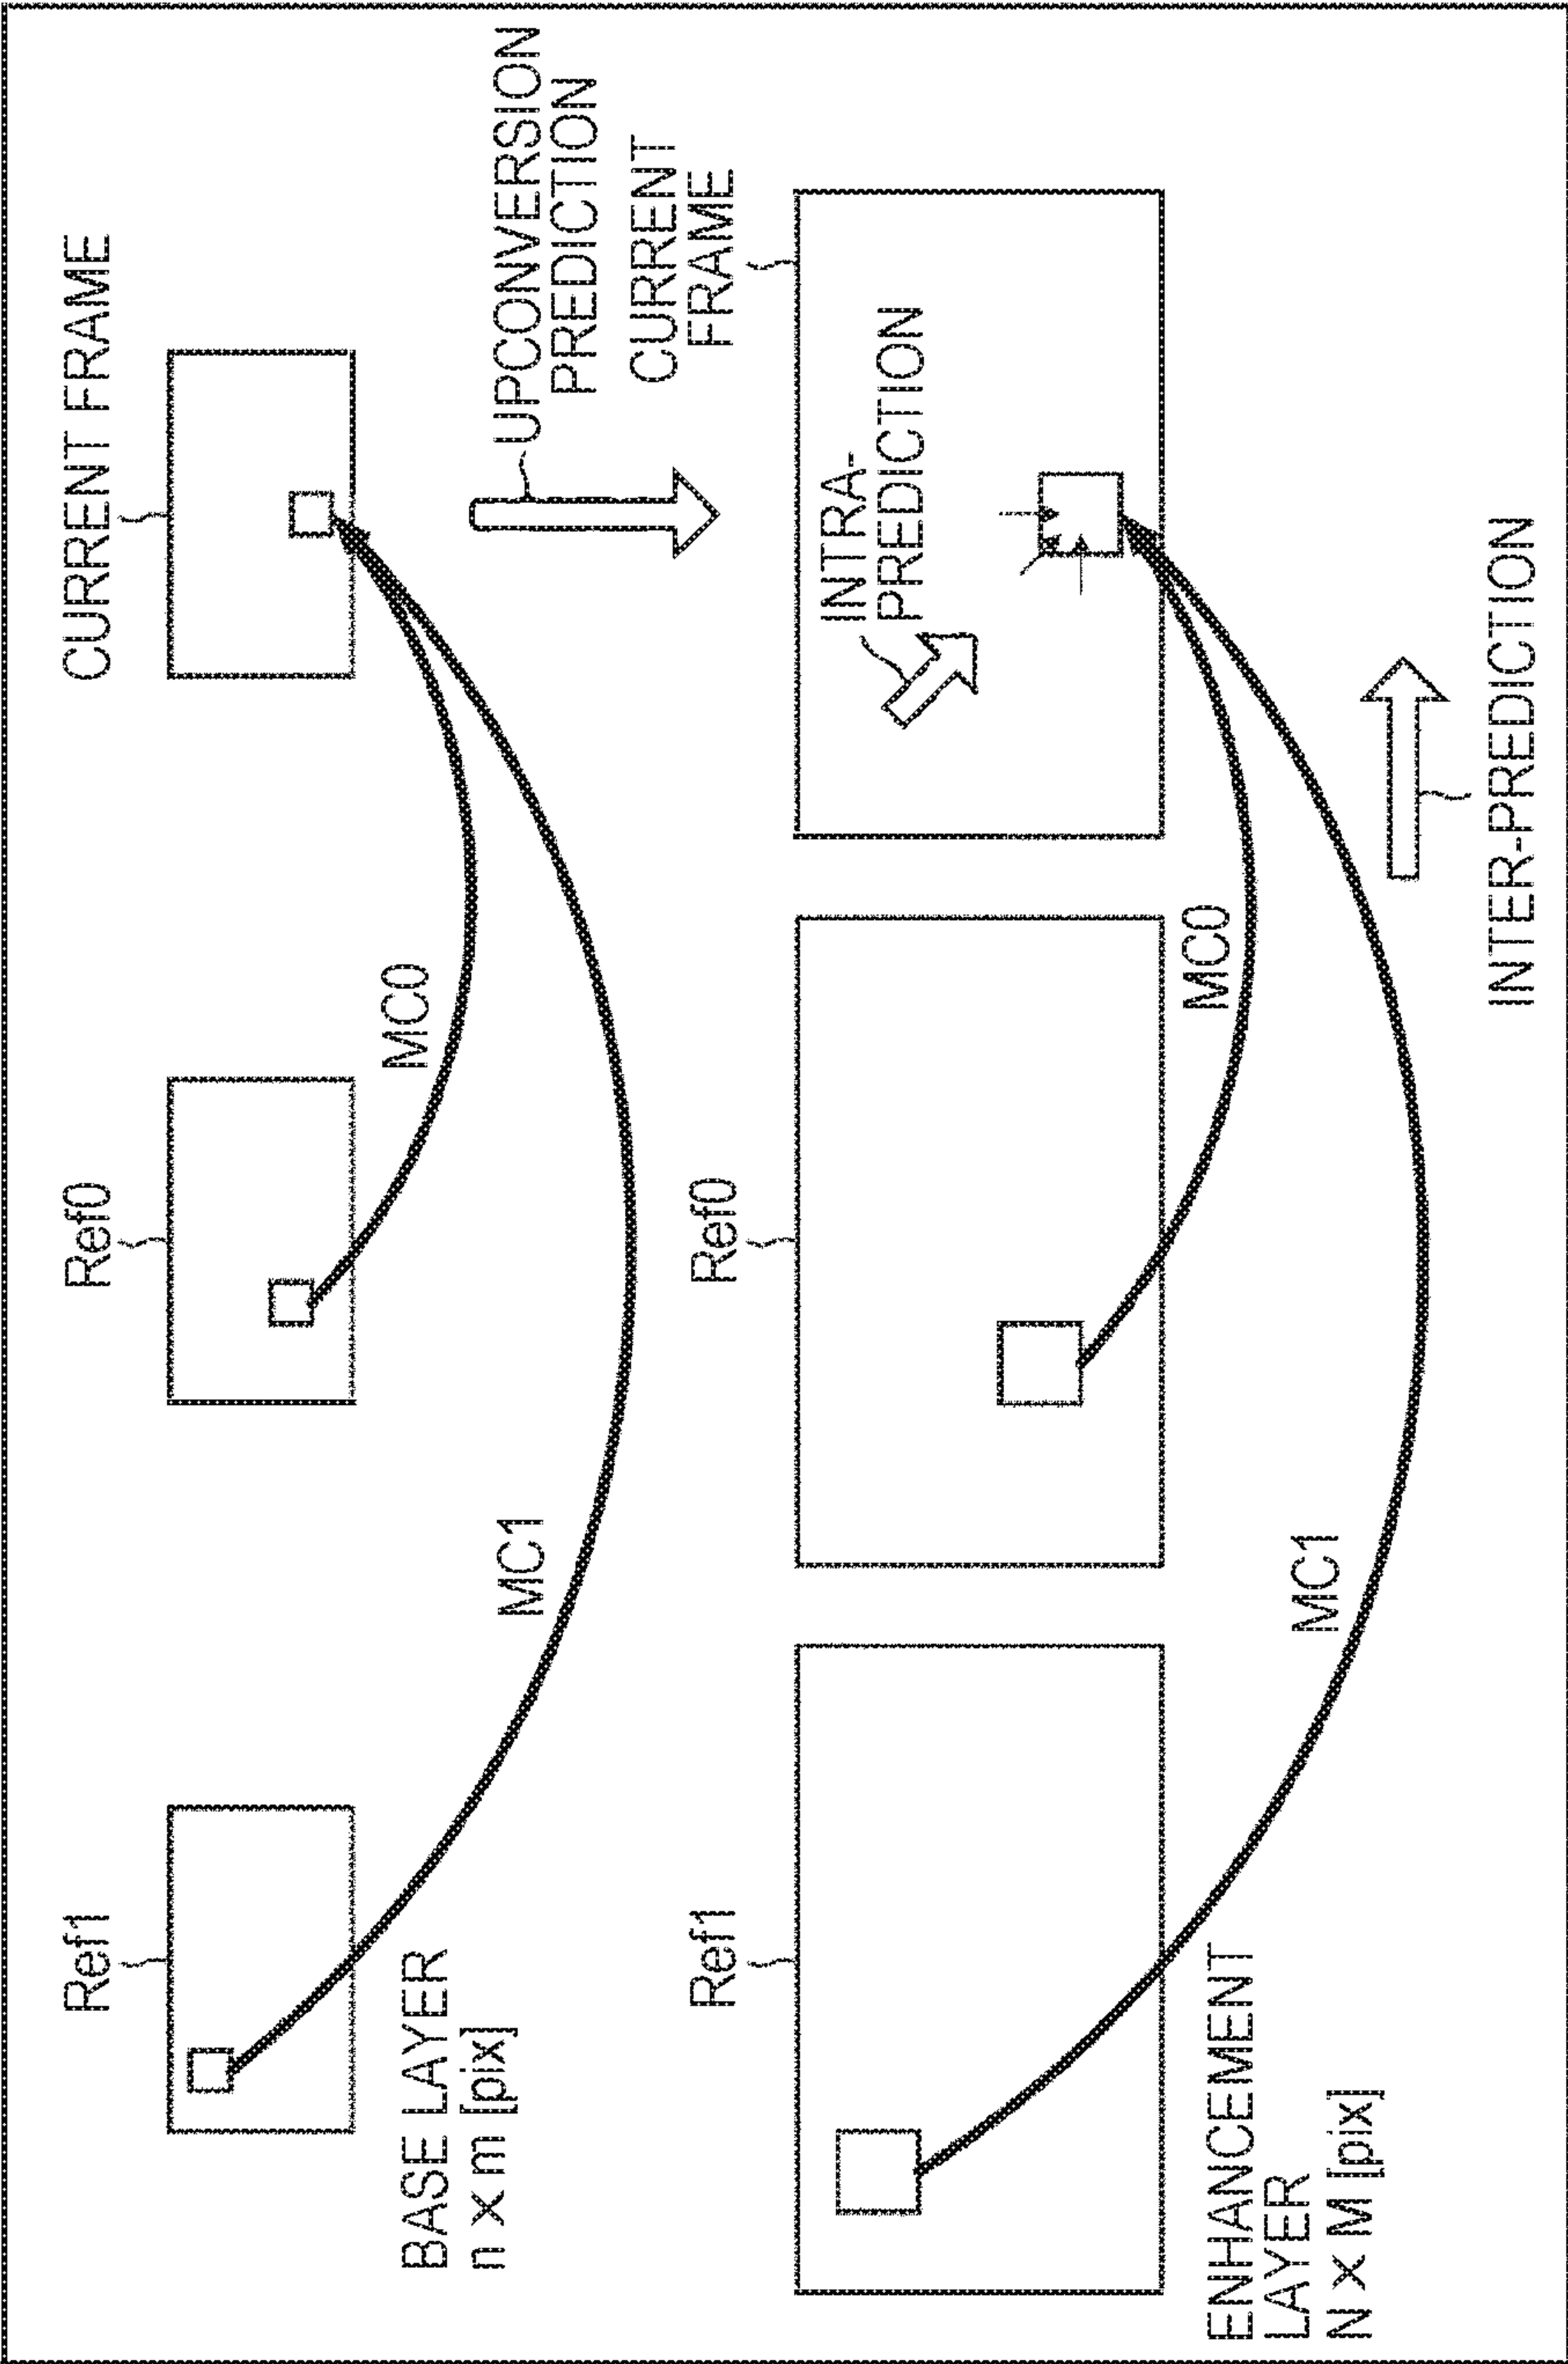 Ref1
Ref0
CURRENT FRAME
MC0
MC1
BASE LAYER
n x m [pix]
UPCONVERSION
PREDICTION
Ref1
Ref0
CURRENT
FRAME
INTRA-
PREDICTION
MC0
MC1
ENHANCEMENT
LAYER
N x M [pix]
INTER-PREDICTION